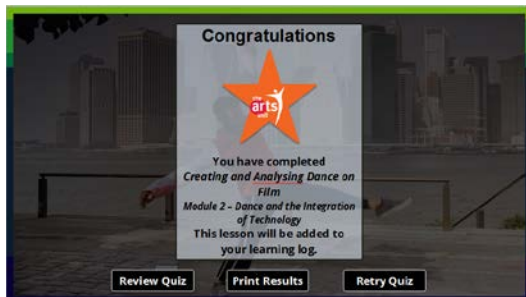 Congratulations
the
arts
unit
You have completed
Creating and Analysing Dance on
Film
Module 2 – Dance and the Integration
of Technology
This lesson will be added to
your learning log.
Review Quiz
Print Results
Retry Quiz